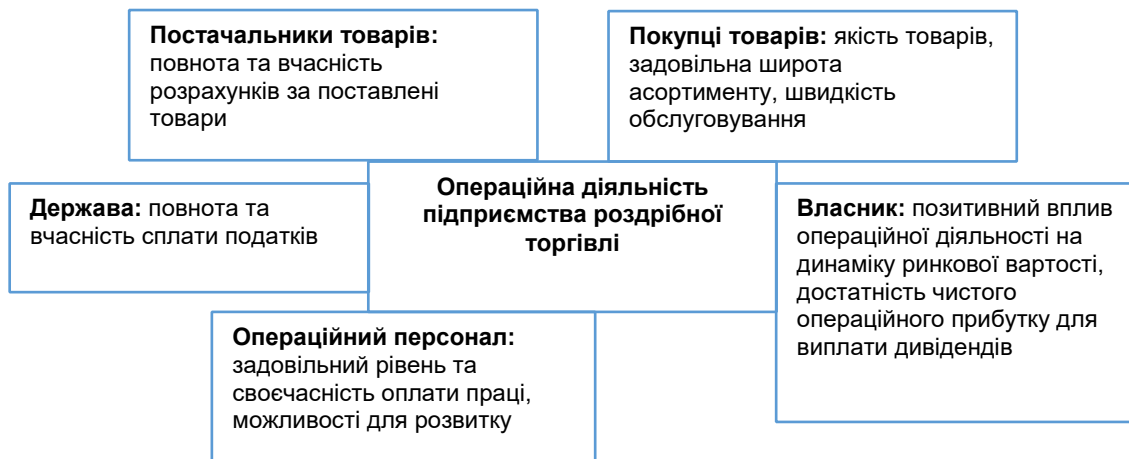 Постачальники товарів:
повнота та вчасність
розрахунків за поставлені
товари
Покупці товарів: якість товарів,
задовільна широта
асортименту, швидкість
обслуговування
Операційна діяльність
підприємства роздрібної
торгівлі
Держава: повнота та
вчасність сплати податків
Власник: позитивний вплив
операційної діяльності на
динаміку ринкової вартості,
достатність чистого
операційного прибутку для
виплати дивідендів
Операційний персонал:
задовільний рівень та
своєчасність оплати праці,
можливості для розвитку